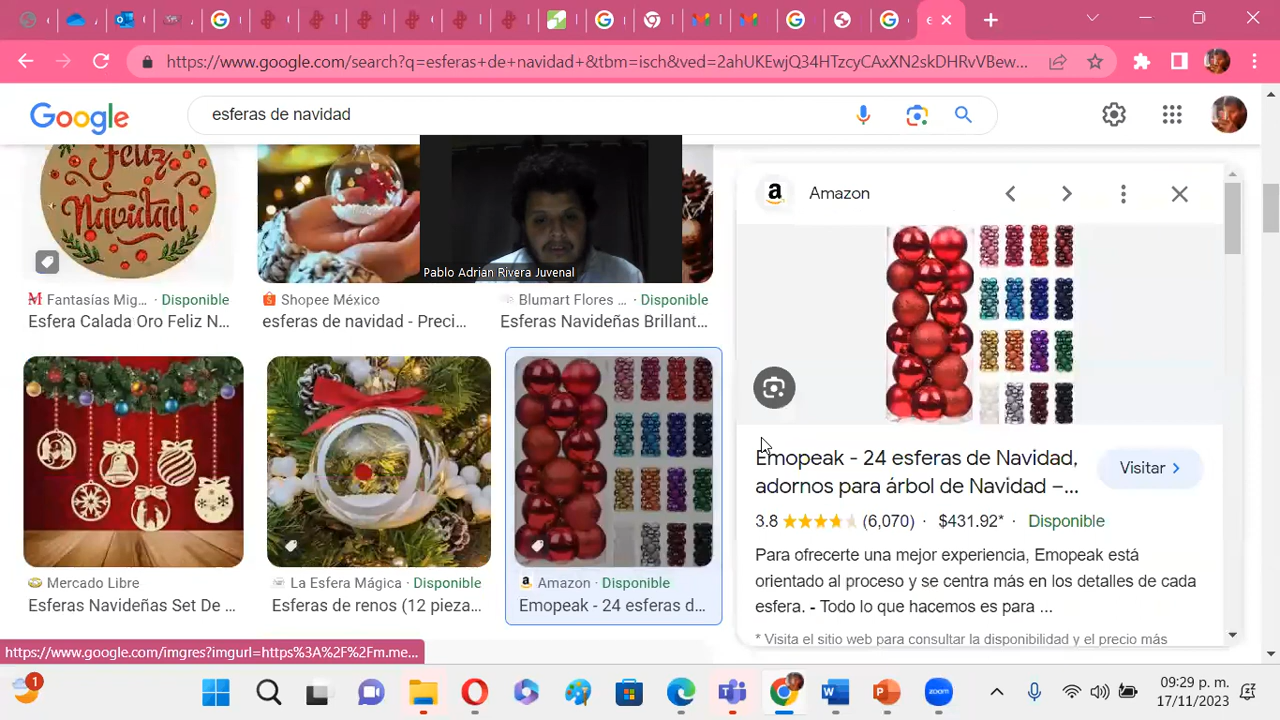 https://www.google.com/search?q=esferas+de+navidad+&tbm=isch&ved=2ahUKEwjQ34HTzcyCAxXN2skDHRvVBew...
Google
esferas de navidad
Feliz
Navidad
Pablo Adrian Rivera Juvenal
Fantasías Mig... · Disponible
Esfera Calada Oro Feliz N...
Shopee México
esferas de navidad - Preci...
Blumart Flores ... · Disponible
Esferas Navideñas Brillant...
Mercado Libre
Esferas Navideñas Set De ...
La Esfera Mágica · Disponible
Esferas de renos (12 pieza...
Amazon · Disponible
Emopeak - 24 esferas d...
a Amazon
Emopeak - 24 esferas de Navidad,
adornos para árbol de Navidad –...
Visitar
3.8 (6,070) · $431.92* · Disponible
Para ofrecerte una mejor experiencia, Emopeak está
orientado al proceso y se centra más en los detalles de cada
esfera. - Todo lo que hacemos es para ...
* Visita el sitio web para consultar la disponibilidad y el precio más
https://www.google.com/imgres?imgurl=https%3A%2F%2Fm.me...
1
zoom
09:29 p. m.
17/11/2023